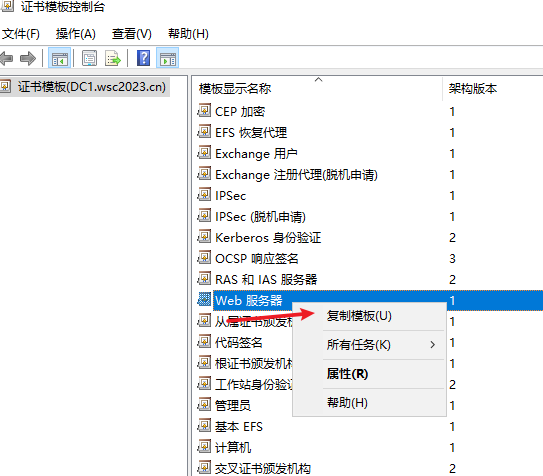 证书模板控制台
文件(F) 操作(A) 查看(V) 帮助(H)
证书模板(DC1.wsc2023.cn)
模板显示名称 架构版本
CEP 加密 1
EFS 恢复代理 1
Exchange 用户 1
Exchange 注册代理(脱机申请) 1
IPSec 1
IPSec (脱机申请) 1
Kerberos 身份验证 2
OCSP 响应签名 3
RAS 和 IAS 服务器 2
Web 服务器 1
从属证书颁发机 1
代码签名 1
根证书颁发机构 1
工作站身份验证 2
管理员 1
基本 EFS 1
计算机 1
交叉证书颁发机构 2
复制模板(U)
所有任务(K)
属性(R)
帮助(H)